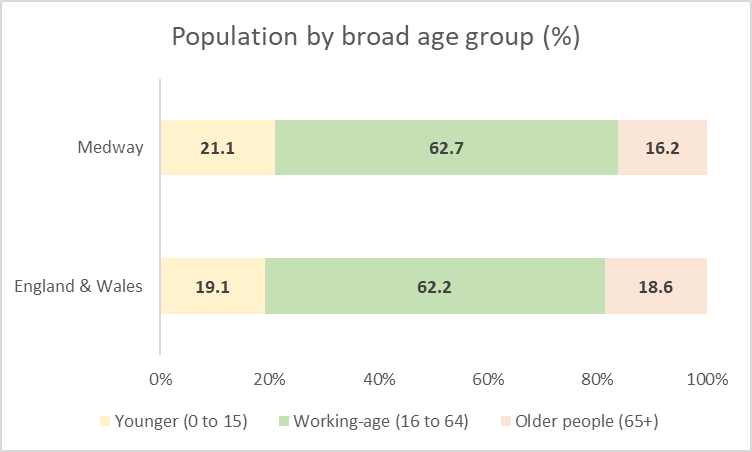 Population by broad age group (%)
Medway
21.1 62.7 16.2
England & Wales
19.1 62.2 18.6
0% 20% 40% 60% 80% 100%
Younger (0 to 15) Working-age (16 to 64) Older people (65+)